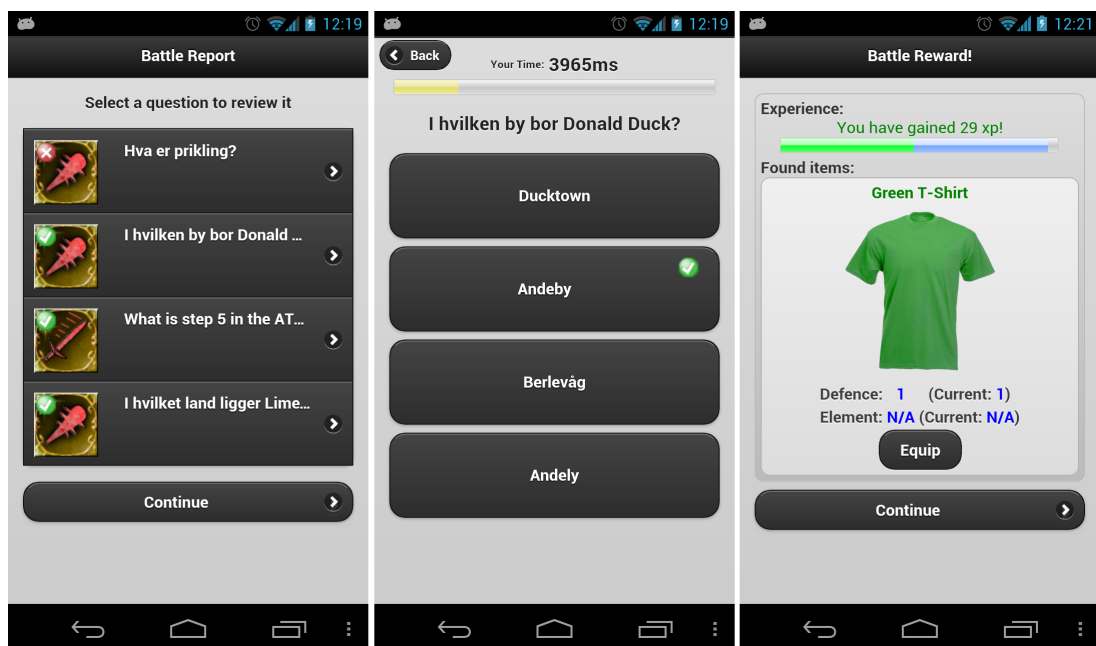 12:19
Battle Report
Select a question to review it
Hva er prikling?
I hvilken by bor Donald ...
What is step 5 in the AT...
I hvilket land ligger Lime...
Continue
12:19
Back
Your Time: 3965ms
I hvilken by bor Donald Duck?
Ducktown
Andeby
Berlevåg
Andely
12:21
Battle Reward!
Experience:
You have gained 29 xp!
Found items:
Green T-Shirt
Defence: 1 (Current: 1)
Element: N/A (Current: N/A)
Equip
Continue